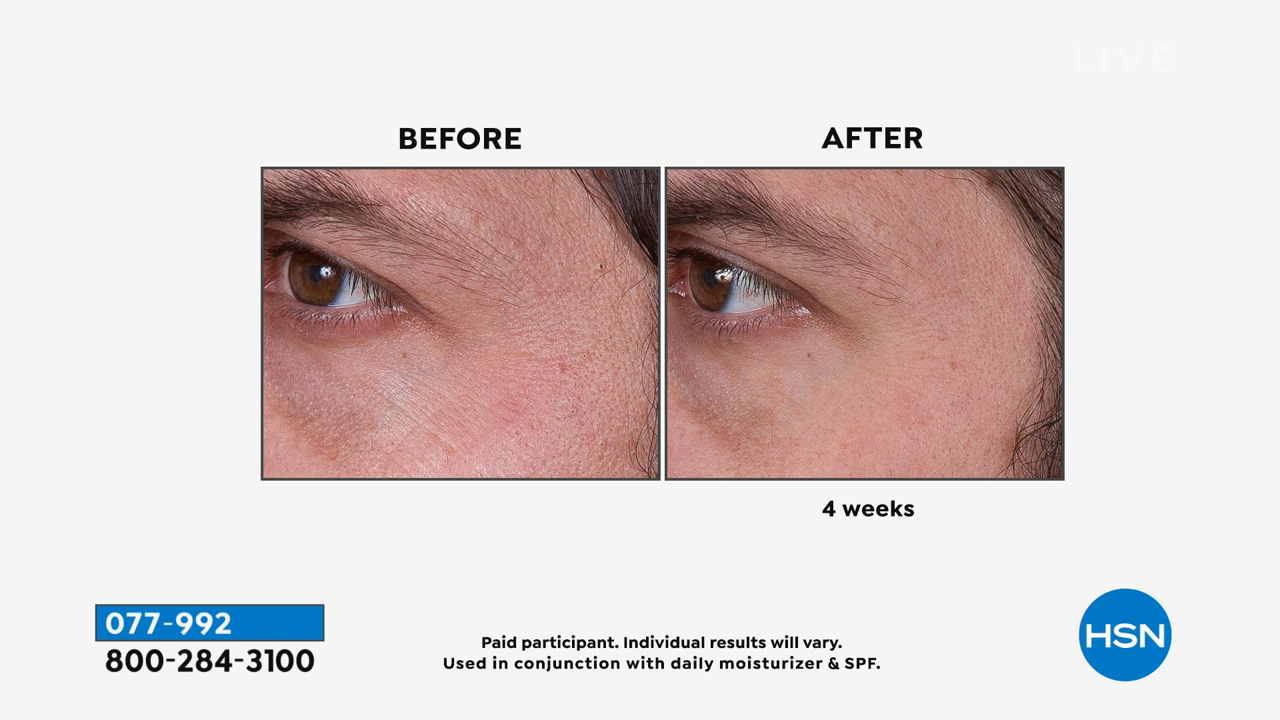 LIVE
BEFORE
AFTER
4 weeks
077-992
800-284-3100
Paid participant. Individual results will vary.
Used in conjunction with daily moisturizer & SPF.
HSN